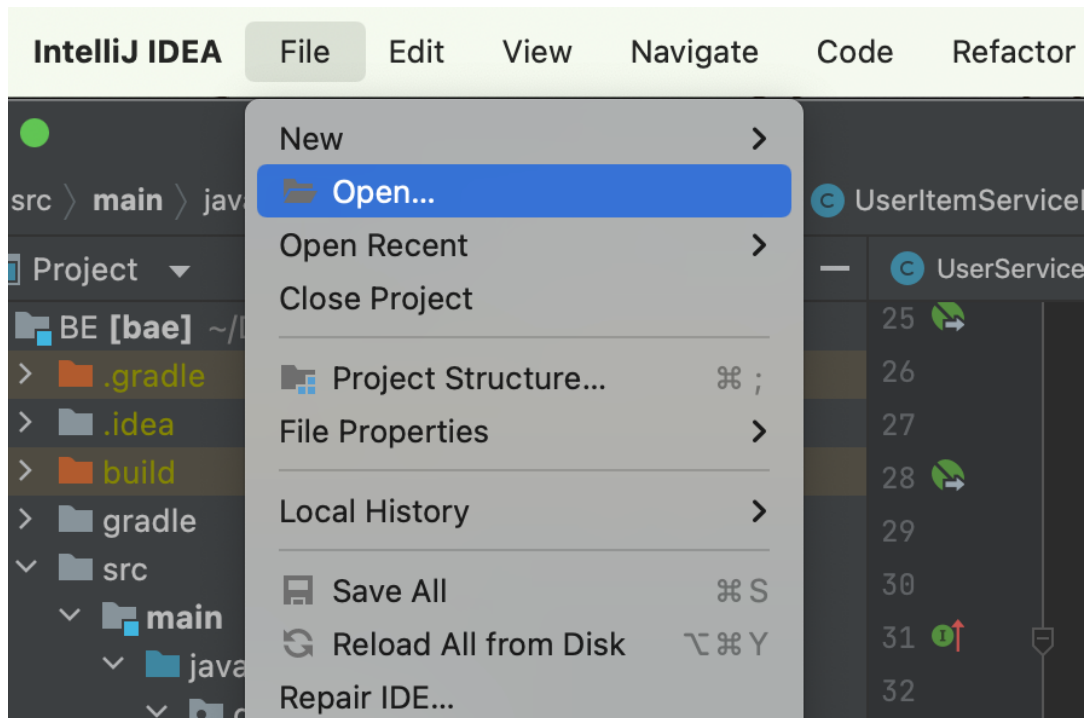 IntelliJ IDEA File Edit View Navigate Code Refactor
New
src main
Open...
UserItemService
Open Recent
Project
UserService
Close Project
BE [bae] ~/
25
.gradle
Project Structure... ⌘ ;
26
.idea
File Properties
27
build
28
gradle
Local History
29
src
Save All ⌘ S
30
main
Reload All from Disk ⌥ ⌘ Y
31
java
Repair IDE...
32